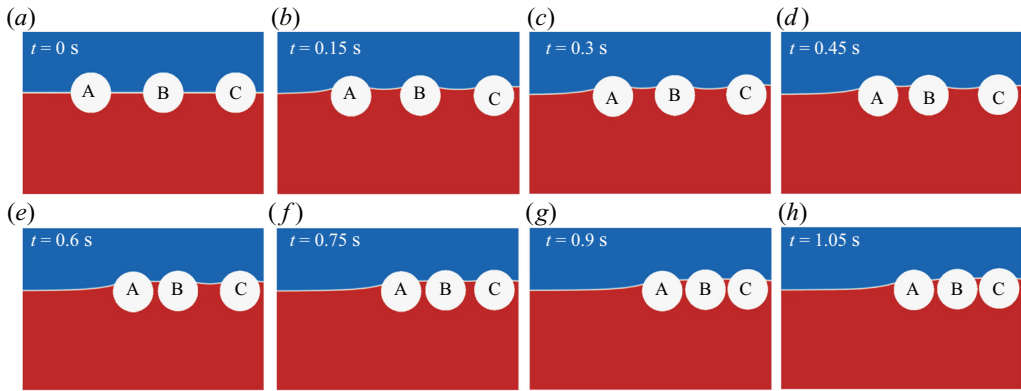 (a)
t = 0 s
A B C
(b)
t = 0.15 s
A B C
(c)
t = 0.3 s
A B C
(d)
t = 0.45 s
A B C
(e)
t = 0.6 s
A B C
(f)
t = 0.75 s
A B C
(g)
t = 0.9 s
A B C
(h)
t = 1.05 s
A B C